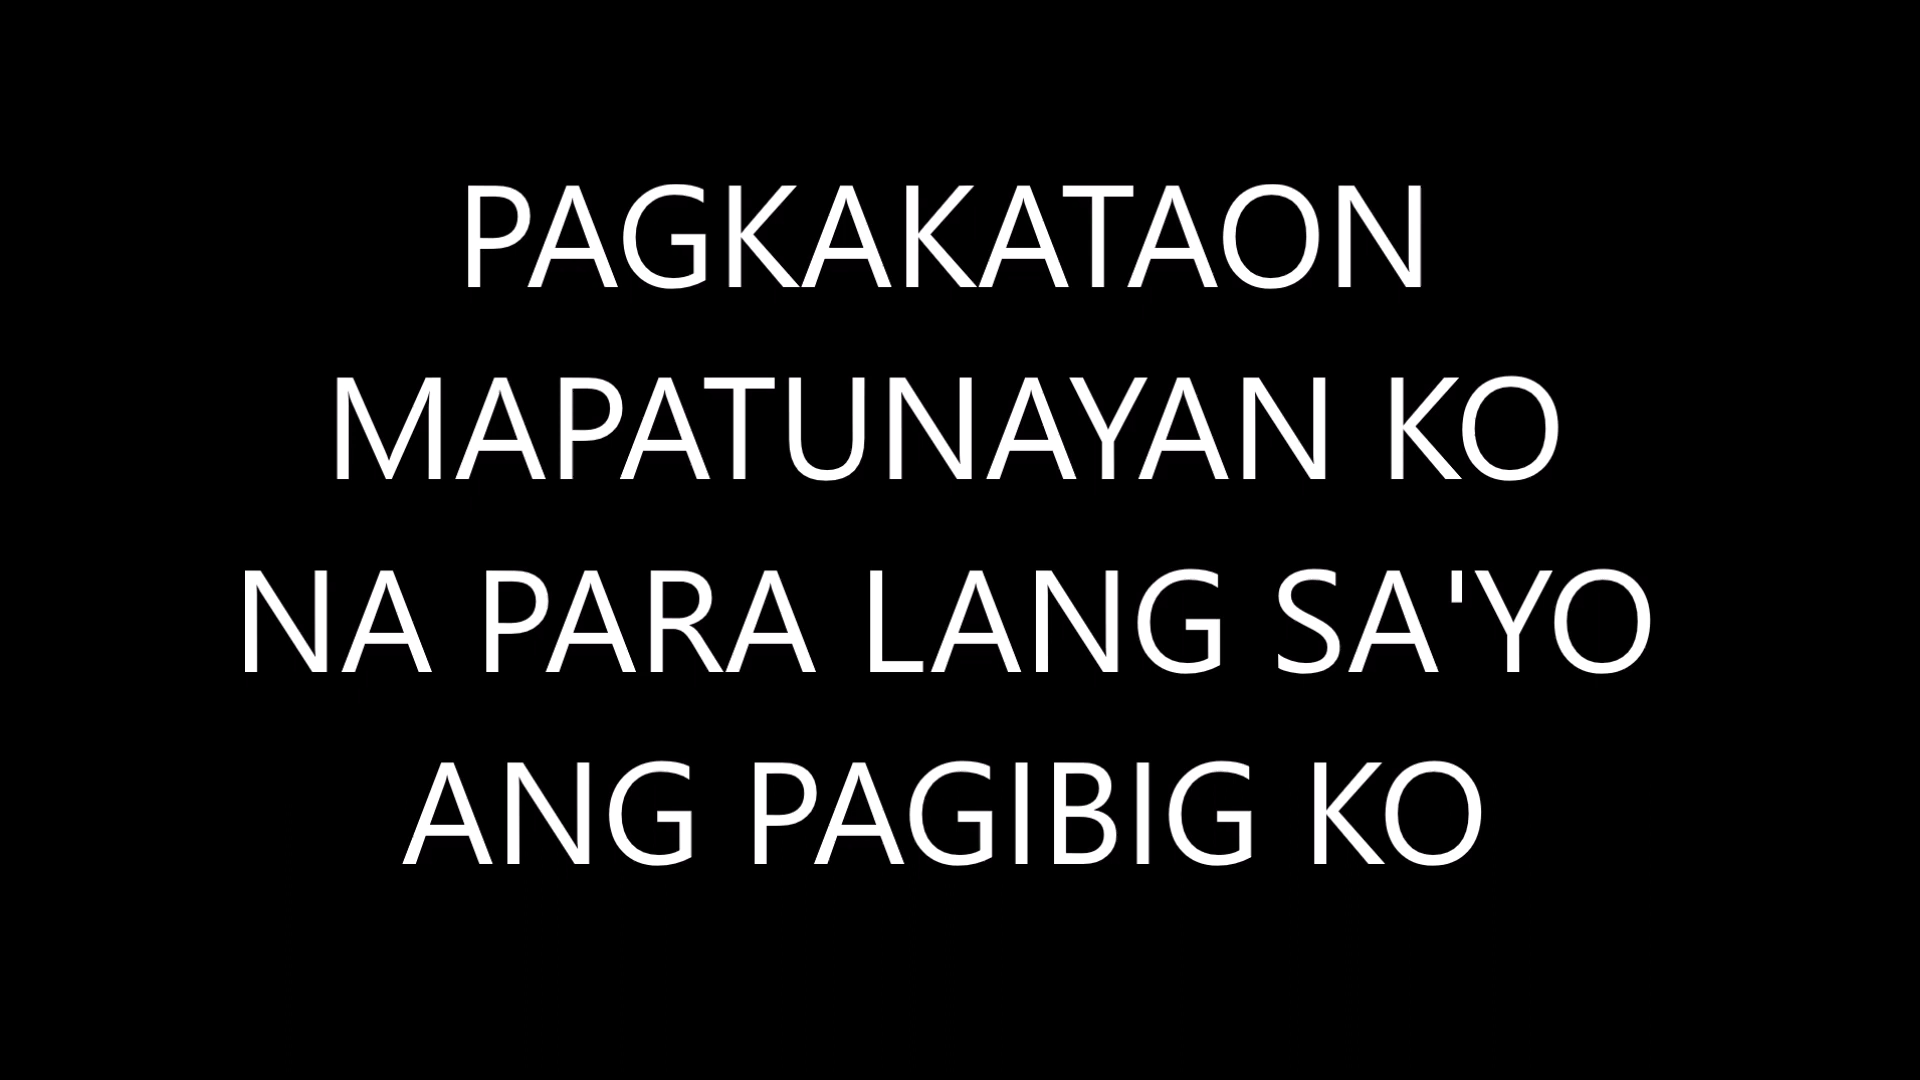 PAGKAKATAON
MAPATUNAYAN KO
NA PARA LANG SA'YO
ANG PAGIBIG KO